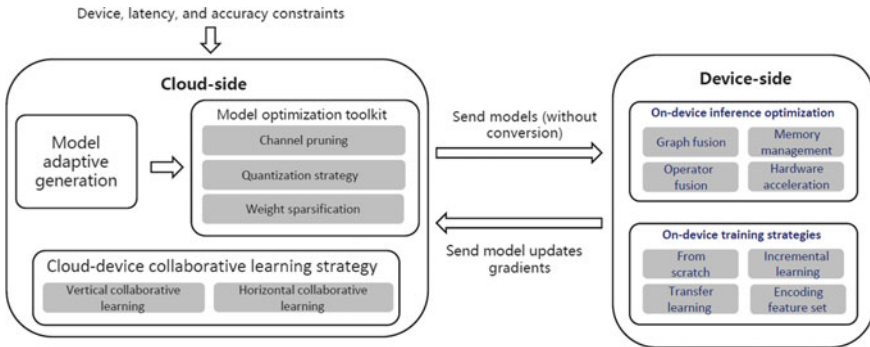 Device, latency, and accuracy constraints
Cloud-side
Model
adaptive
generation
Model optimization toolkit
Channel pruning
Quantization strategy
Weight sparsification
Cloud-device collaborative learning strategy
Vertical collaborative
learning
Horizontal collaborative
learning
Send models (without
conversion)
Send model updates
gradients
Device-side
On-device inference optimization
Graph fusion
Memory
management
Operator
fusion
Hardware
acceleration
On-device training strategies
From
scratch
Incremental
learning
Transfer
learning
Encoding
feature set